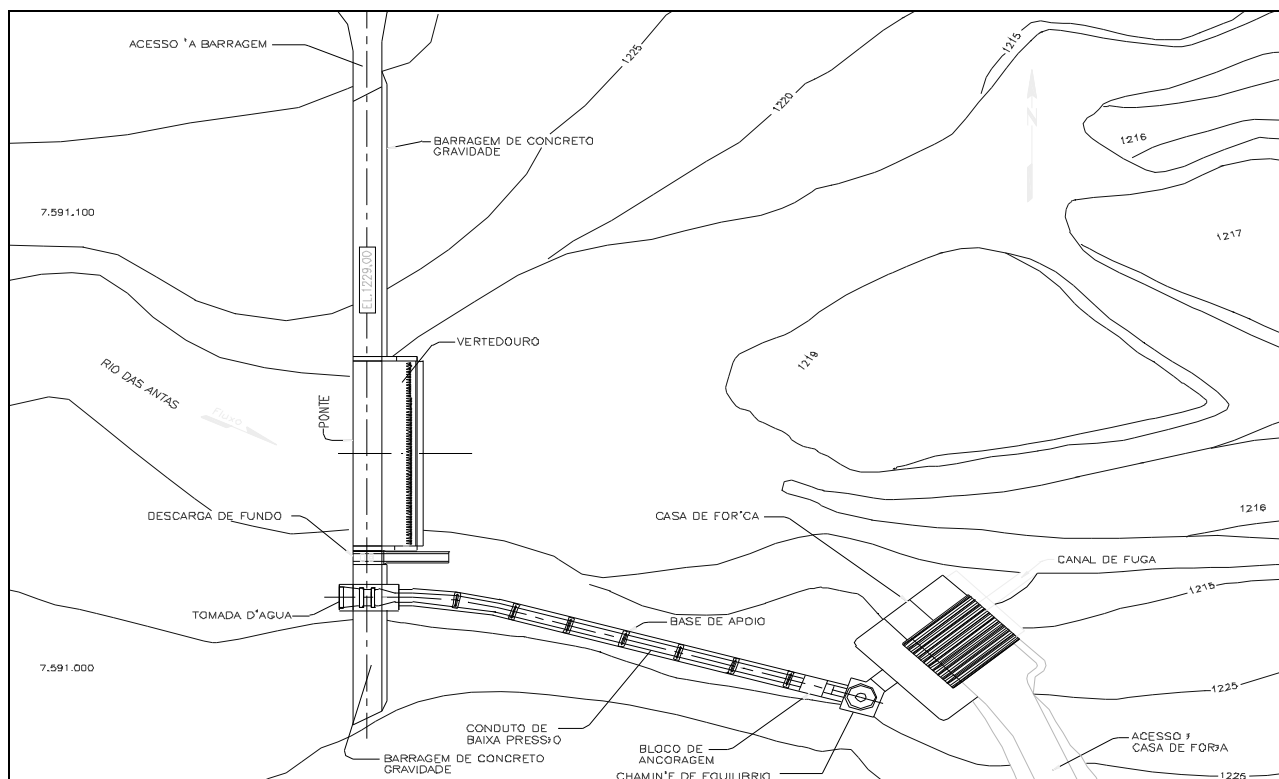 ACESSO 'A BARRAGEM
1225
1215
1220
N
BARRAGEM DE CONCRETO
GRAVIDADE
1216
7.591.100
1217
EL.1229.00
VERTEDOURO
1219
RIO DAS ANTAS
Fluxo
PONTE
DESCARGA DE FUNDO
CASA DE FOR'CA
1216
CANAL DE FUGA
1215
TOMADA D'AGUA
BASE DE APOIO
7.591.000
1225
CONDUTO DE
BAIXA PRESS
BLOCO DE
ANCORAGEM
ACESSO
CASA DE FOR
BARRAGEM DE CONCRETO
GRAVIDADE
CHAMIN'E DE EQUILIBRIO
1226